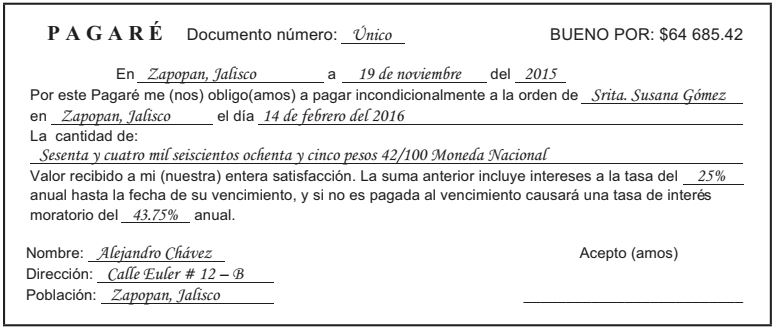 PAGARÉ Documento número: Único BUENO POR: $64 685.42
En Zapopan, Jalisco a 19 de noviembre del 2015
Por este Pagaré me (nos) obligo(amos) a pagar incondicionalmente a la orden de Srita. Susana Gómez
en Zapopan, Jalisco el día 14 de febrero del 2016
La cantidad de:
Sesenta y cuatro mil seiscientos ochenta y cinco pesos 42/100 Moneda Nacional
Valor recibido a mi (nuestra) entera satisfacción. La suma anterior incluye intereses a la tasa del 25%
anual hasta la fecha de su vencimiento, y si no es pagada al vencimiento causará una tasa de interés
moratorio del 43.75% anual.
Nombre: Alejandro Chávez Acepto (amos)
Dirección: Calle Euler # 12 – B
Población: Zapopan, Jalisco